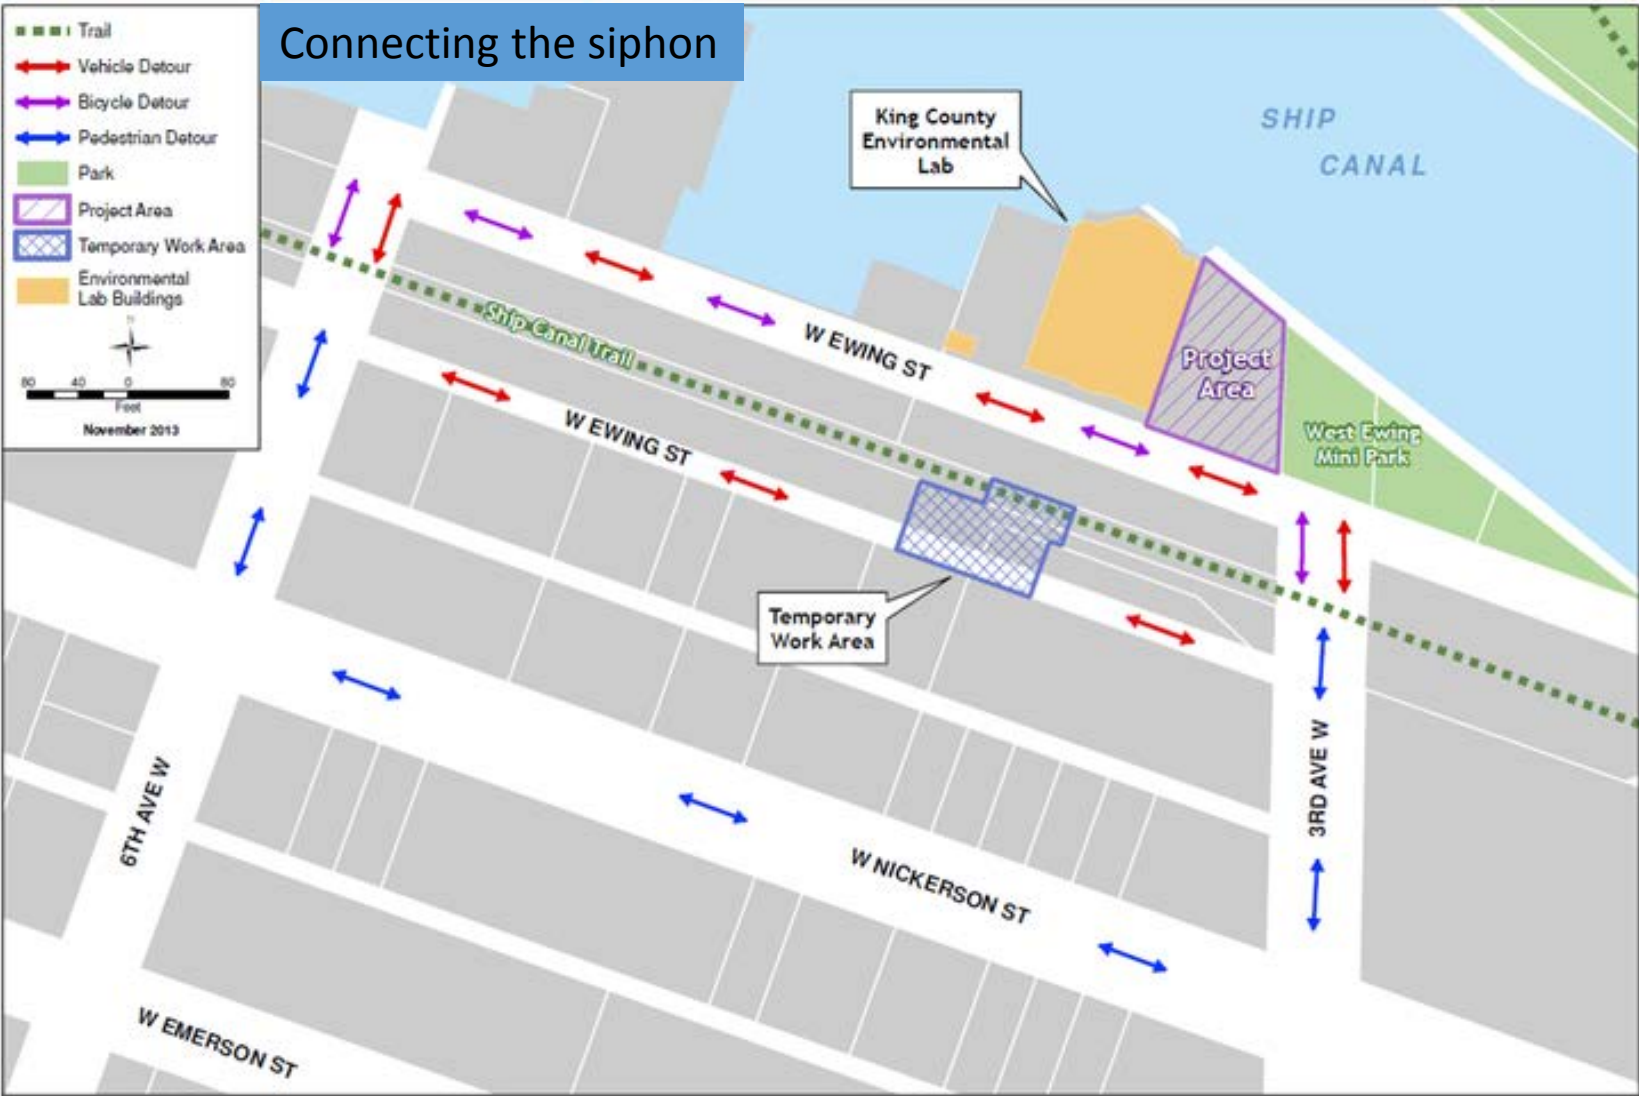 Connecting the siphon
Trail
Vehicle Detour
Bicycle Detour
Pedestrian Detour
Park
Project Area
Temporary Work Area
Environmental
Lab Buildings
N
80 40 0 80
Feet
November 2013
King County
Environmental
Lab
SHIP
CANAL
Ship Canal Trail
W EWING ST
W EWING ST
Project
Area
West Ewing
Mini Park
Temporary
Work Area
6TH AVE W
3RD AVE W
W NICKERSON ST
W EMERSON ST